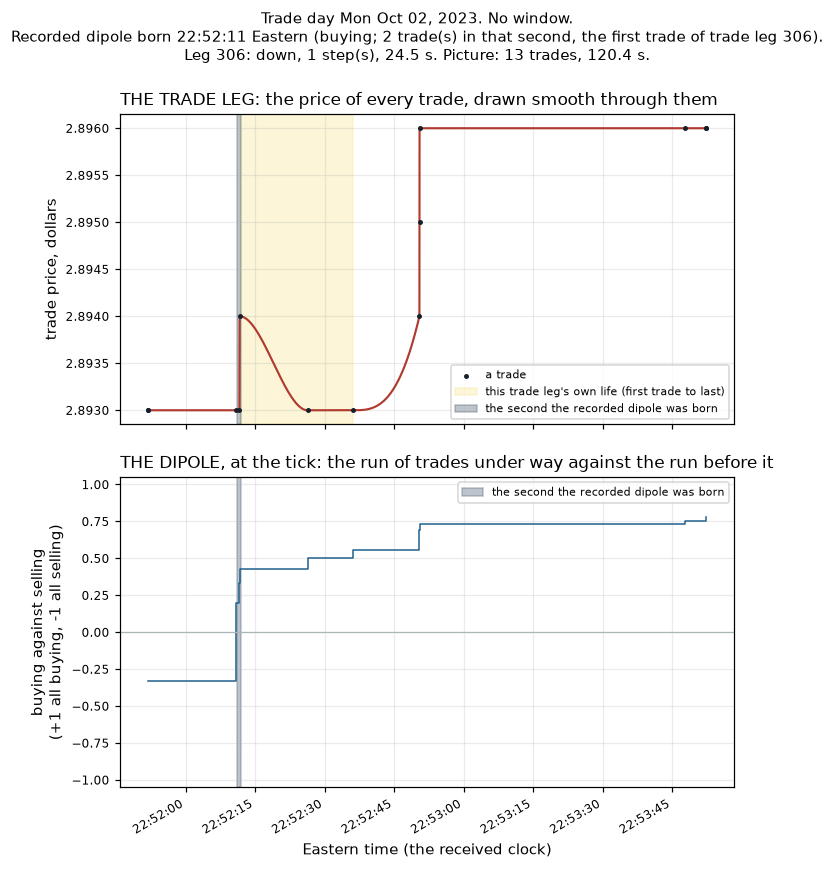 Trade day Mon Oct 02, 2023. No window.
Recorded dipole born 22:52:11 Eastern (buying; 2 trade(s) in that second, the first trade of trade leg 306).
Leg 306: down, 1 step(s), 24.5 s. Picture: 13 trades, 120.4 s.
THE TRADE LEG: the price of every trade, drawn smooth through them
trade price, dollars
2.8960
2.8955
2.8950
2.8945
2.8940
2.8935
2.8930
a trade
this trade leg's own life (first trade to last)
the second the recorded dipole was born
THE DIPOLE, at the tick: the run of trades under way against the run before it
buying against selling
(+1 all buying, -1 all selling)
1.00
0.75
0.50
0.25
0.00
−0.25
−0.50
−0.75
−1.00
the second the recorded dipole was born
22:52:00
22:52:15
22:52:30
22:52:45
22:53:00
22:53:15
22:53:30
22:53:45
Eastern time (the received clock)